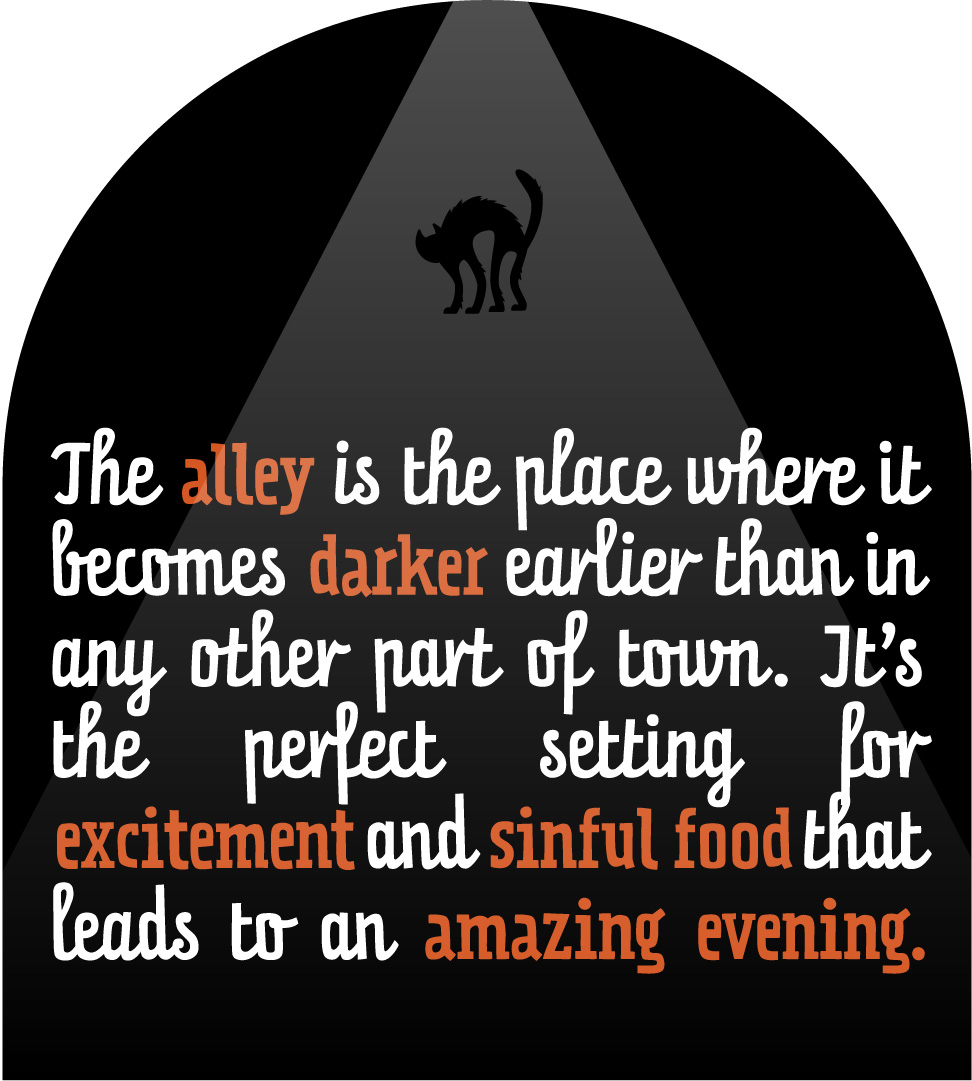 The alley is the place where it
becomes darker earlier than in
any other part of town. It’s
the perfect setting for
excitement and sinful food that
leads to an amazing evening.